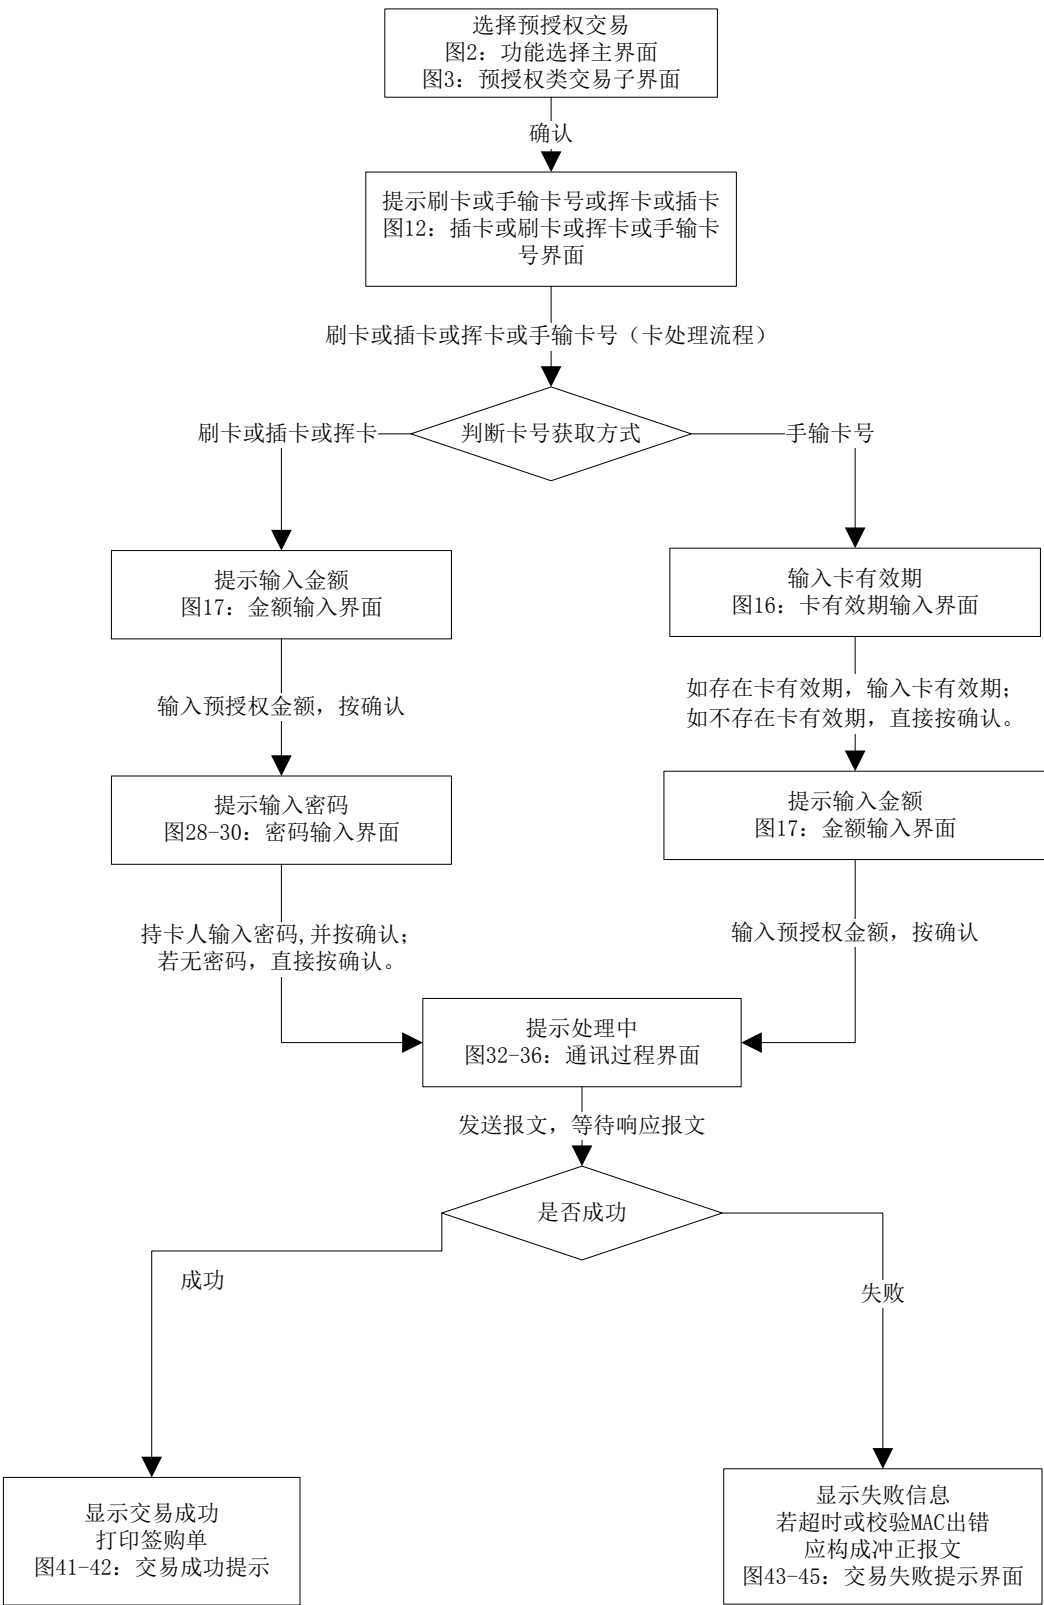 选择预授权交易
图2：功能选择主界面
图3：预授权类交易子界面
确认
提示刷卡或手输卡号或挥卡或插卡
图12：插卡或刷卡或挥卡或手输卡
号界面
刷卡或插卡或挥卡或手输卡号（卡处理流程）
刷卡或插卡或挥卡
判断卡号获取方式
手输卡号
提示输入金额
图17：金额输入界面
输入卡有效期
图16：卡有效期输入界面
输入预授权金额，按确认
如存在卡有效期，输入卡有效期；
如不存在卡有效期，直接按确认。
提示输入密码
图28-30：密码输入界面
提示输入金额
图17：金额输入界面
持卡人输入密码,并按确认；
若无密码，直接按确认。
输入预授权金额，按确认
提示处理中
图32-36：通讯过程界面
发送报文，等待响应报文
是否成功
成功
失败
显示交易成功
打印签购单
图41-42：交易成功提示
显示失败信息
若超时或校验MAC出错
应构成冲正报文
图43-45：交易失败提示界面